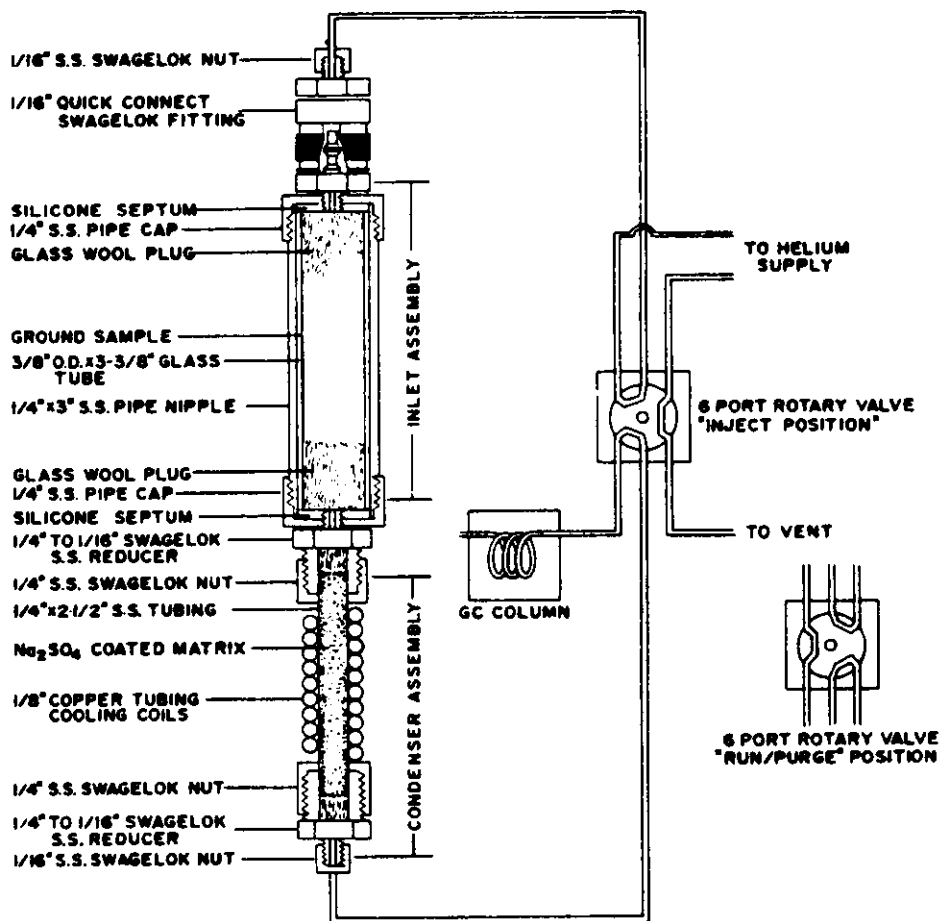 1/16" S.S. SWAGELOK NUT
1/16" QUICK CONNECT
SWAGELOK FITTING
SILICONE SEPTUM
1/4" S.S. PIPE CAP
GLASS WOOL PLUG
GROUND SAMPLE
3/8" O.D. x 3-3/8" GLASS
TUBE
1/4" x 3" S.S. PIPE NIPPLE
GLASS WOOL PLUG
1/4" S.S. PIPE CAP
SILICONE SEPTUM
1/4" TO 1/16" SWAGELOK
S.S. REDUCER
1/4" S.S. SWAGELOK NUT
1/4" x 2-1/2" S.S. TUBING
Na₂SO₄ COATED MATRIX
1/8" COPPER TUBING
COOLING COILS
1/4" S.S. SWAGELOK NUT
1/4" TO 1/16" SWAGELOK
S.S. REDUCER
1/16" S.S. SWAGELOK NUT
INLET ASSEMBLY
CONDENSER ASSEMBLY
TO HELIUM
SUPPLY
6 PORT ROTARY VALVE
"INJECT POSITION"
TO VENT
GC COLUMN
6 PORT ROTARY VALVE
"RUN/PURGE" POSITION